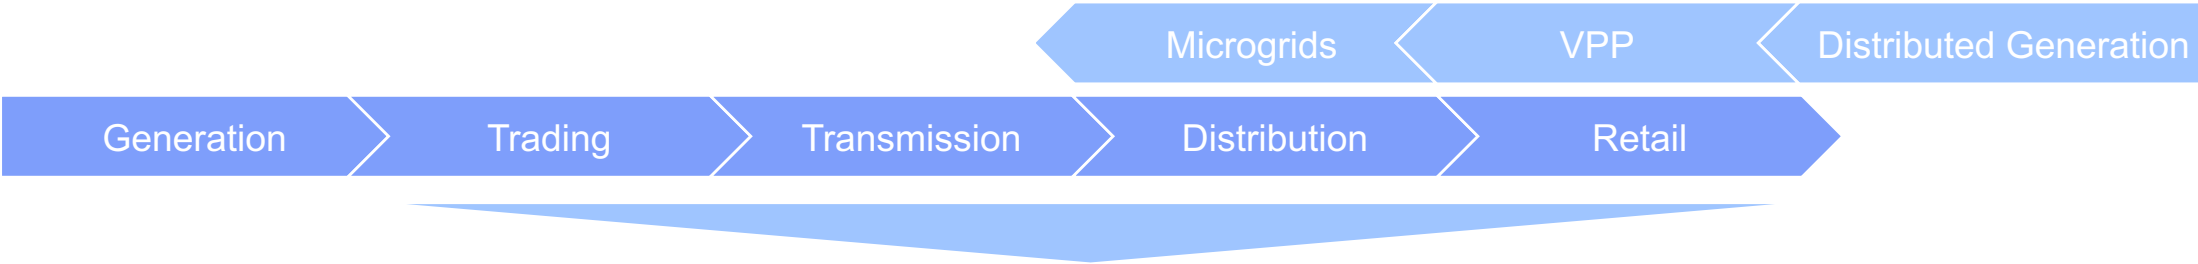 Microgrids VPP Distributed Generation
Generation Trading Transmission Distribution Retail